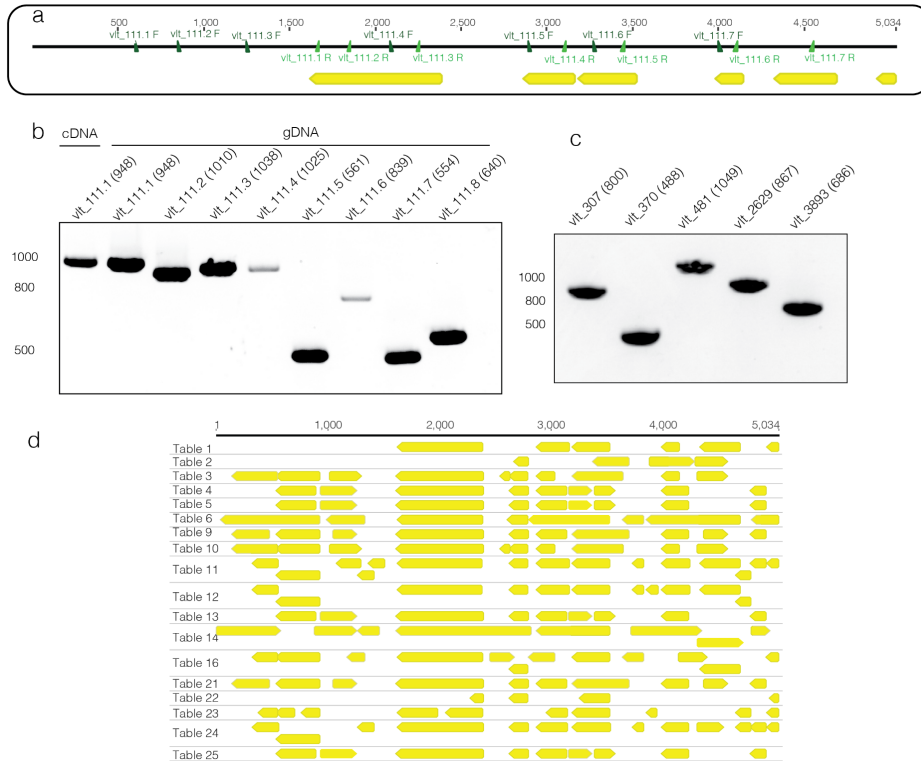 a
500 1,000 1,500 2,000 2,500 3,000 3,500 4,000 4,500 5,034
vlt_111.1 F vlt_111.2 F vlt_111.3 F vlt_111.4 F vlt_111.5 F vlt_111.6 F vlt_111.7 F
vlt_111.1 R vlt_111.2 R vlt_111.3 R vlt_111.4 R vlt_111.5 R vlt_111.6 R vlt_111.7 R
b
cDNA gDNA
vlt_111.1 (948) vlt_111.1 (948) vlt_111.2 (1010) vlt_111.3 (1038) vlt_111.4 (1025) vlt_111.5 (561) vlt_111.6 (839) vlt_111.7 (554) vlt_111.8 (640)
1000
800
500
c
vlt_307 (800) vlt_370 (488) vlt_481 (1049) vlt_2629 (867) vlt_3893 (686)
1000
800
500
d
1 1,000 2,000 3,000 4,000 5,034
Table 1
Table 2
Table 3
Table 4
Table 5
Table 6
Table 9
Table 10
Table 11
Table 12
Table 13
Table 14
Table 16
Table 21
Table 22
Table 23
Table 24
Table 25